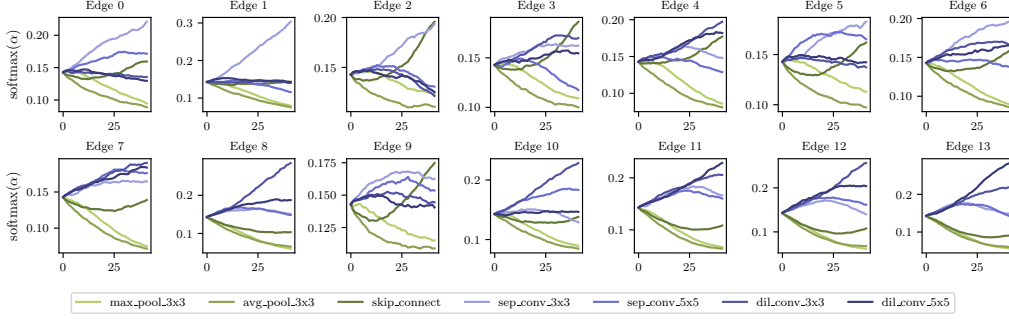 Edge 0 Edge 1 Edge 2 Edge 3 Edge 4 Edge 5 Edge 6
softmax(α)
0.20 0.15 0.10
0.3 0.2 0.1
0.20 0.15
0.20 0.15 0.10
0.20 0.15 0.10
0.20 0.15 0.10
0.20 0.15 0.10
0 25 0 25 0 25 0 25 0 25 0 25 0 25
Edge 7 Edge 8 Edge 9 Edge 10 Edge 11 Edge 12 Edge 13
softmax(α)
0.15 0.10
0.2 0.1
0.175 0.150 0.125
0.2 0.1
0.2 0.1
0.2 0.1
0.2 0.1
0 25 0 25 0 25 0 25 0 25 0 25 0 25
max_pool_3x3 avg_pool_3x3 skip_connect sep_conv_3x3 sep_conv_5x5 dil_conv_3x3 dil_conv_5x5